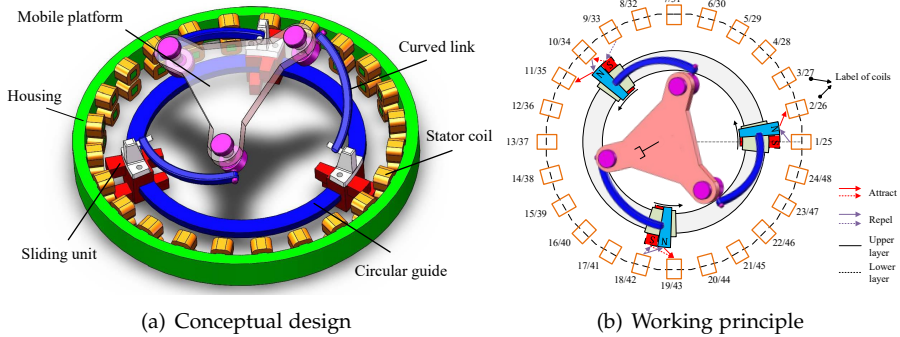 Mobile platform
Curved link
Housing
Stator coil
Sliding unit
Circular guide
(a) Conceptual design
8/32
6/30
9/33
5/29
10/34
4/28
11/35
3/27
Label of coils
12/36
2/26
13/37
1/25
14/38
24/48
15/39
23/47
16/40
22/46
17/41
21/45
18/42
20/44
19/43
N
S
N
S
S
N
Attract
Repel
Upper
layer
Lower
layer
(b) Working principle